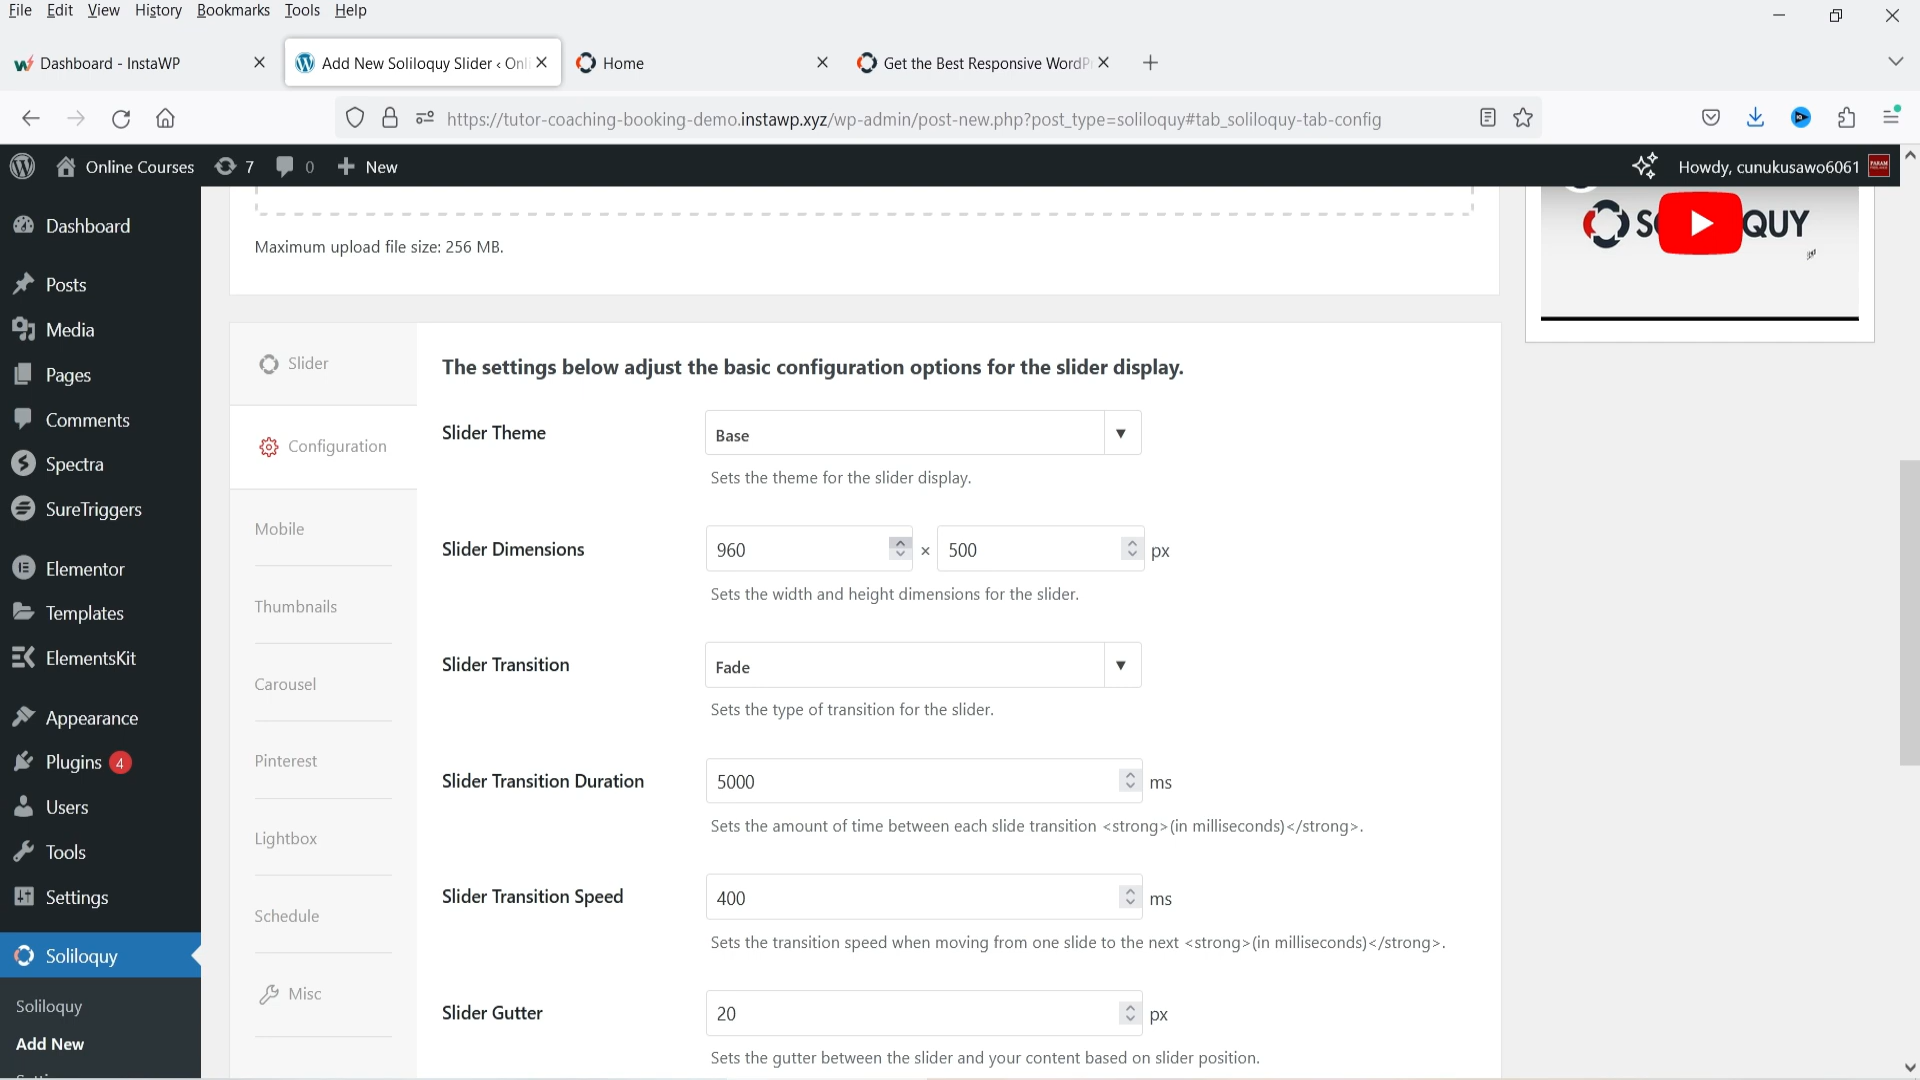 File Edit View History Bookmarks Tools Help
Dashboard - InstaWP
Add New Soliloquy Slider ‹ Onli
Home
Get the Best Responsive WordP
https://tutor-coaching-booking-demo.instawp.xyz/wp-admin/post-new.php?post_type=soliloquy#tab_soliloquy-tab-config
Online Courses 7 0 New
Howdy, cunukusawo6061
Dashboard
Posts
Media
Pages
Comments
Spectra
SureTriggers
Elementor
Templates
ElementsKit
Appearance
Plugins 4
Users
Tools
Settings
Soliloquy
Soliloquy
Add New
Maximum upload file size: 256 MB.
Slider
Configuration
Mobile
Thumbnails
Carousel
Pinterest
Lightbox
Schedule
Misc
The settings below adjust the basic configuration options for the slider display.
Slider Theme
Base
Sets the theme for the slider display.
Slider Dimensions
960 × 500 px
Sets the width and height dimensions for the slider.
Slider Transition
Fade
Sets the type of transition for the slider.
Slider Transition Duration
5000 ms
Sets the amount of time between each slide transition <strong>(in milliseconds)</strong>.
Slider Transition Speed
400 ms
Sets the transition speed when moving from one slide to the next <strong>(in milliseconds)</strong>.
Slider Gutter
20 px
Sets the gutter between the slider and your content based on slider position.